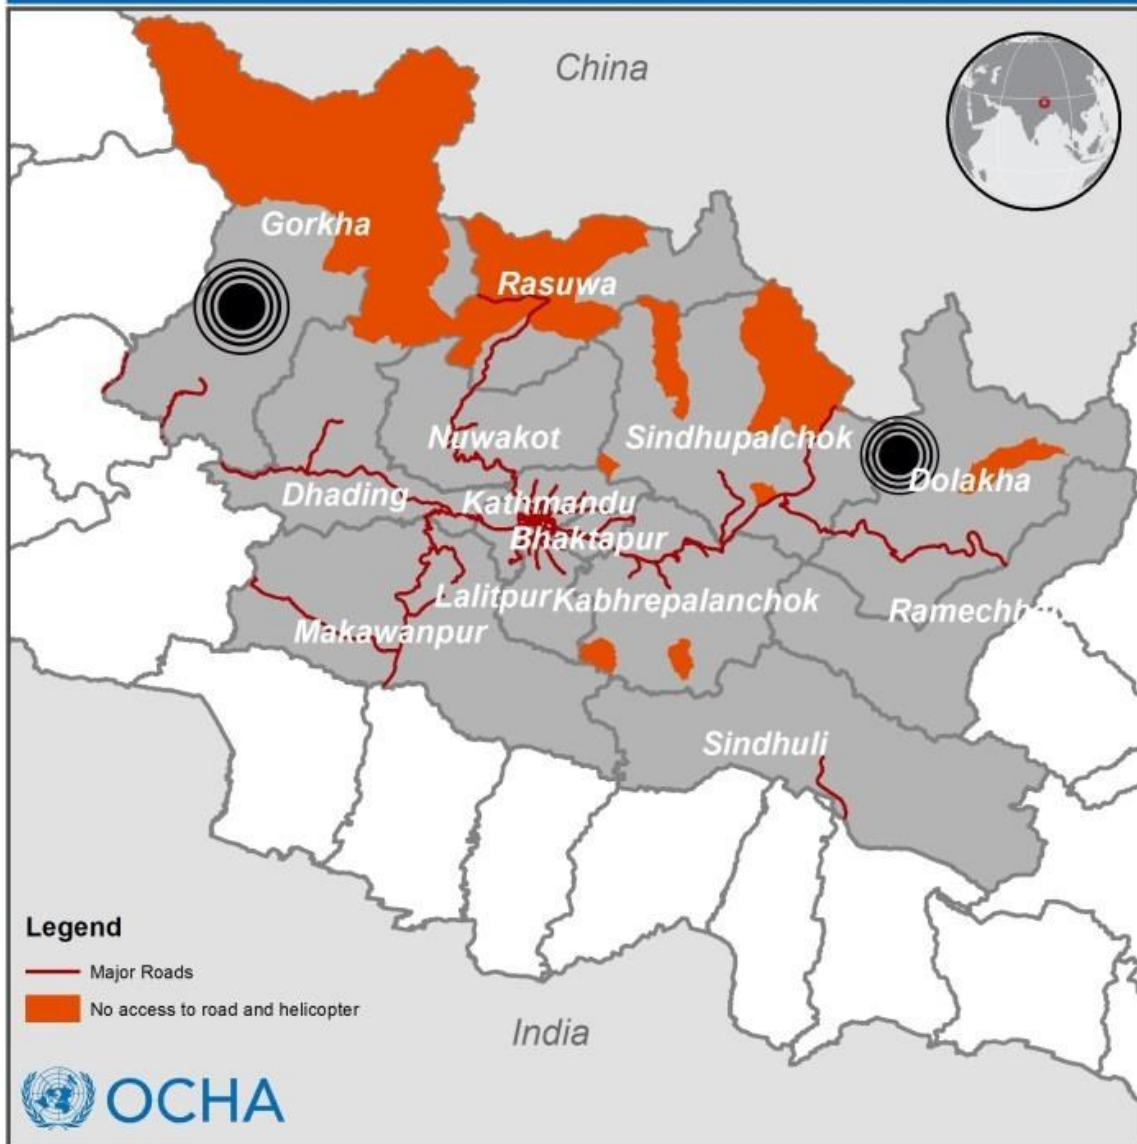 China
Gorkha
Rasuwa
Nuwakot
Sindhupalchok
Dolakha
Dhading
Kathmandu
Bhaktapur
Lalitpur
Kabhrepalanchok
Ramechhap
Makawanpur
Sindhuli
Legend
Major Roads
No access to road and helicopter
India
OCHA